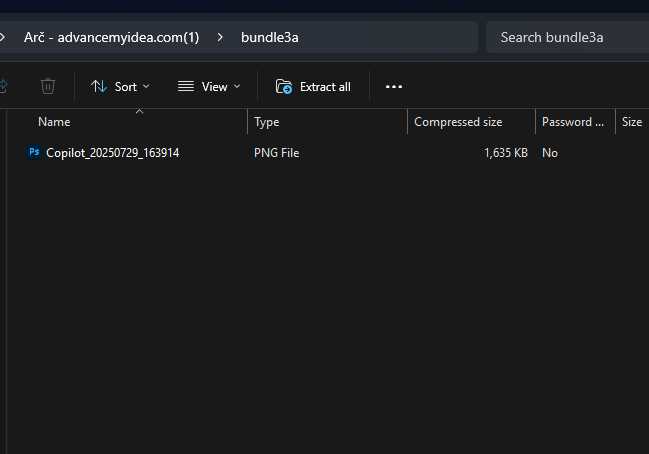 Arč - advancemyidea.com(1) > bundle3a Search bundle3a
Sort View Extract all
Name Type Compressed size Password ... Size
Ps Copilot_20250729_163914 PNG File 1,635 KB No